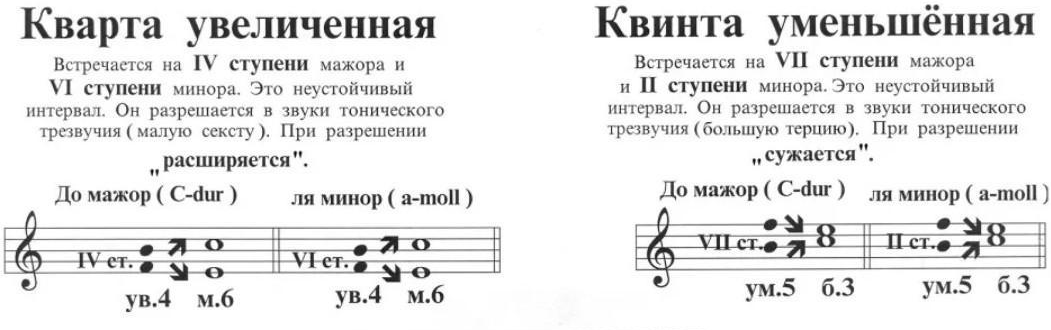 Кварта увеличенная
Встречается на IV ступени мажора и
VI ступени минора. Это неустойчивый
интервал. Он разрешается в звуки тонического
трезвучия ( малую сексту ). При разрешении
„расширяется".
До мажор ( C-dur )
ля минор ( a-moll )
IV ст.
VI ст.
ув.4 м.6
ув.4 м.6
Квинта уменьшённая
Встречается на VII ступени мажора
и II ступени минора. Это неустойчивый
интервал. Он разрешается в звуки тонического
трезвучия (большую терцию). При разрешении
„сужается".
До мажор ( C-dur )
ля минор ( a-moll )
VII ст.
II ст.
ум.5 б.3
ум.5 б.3